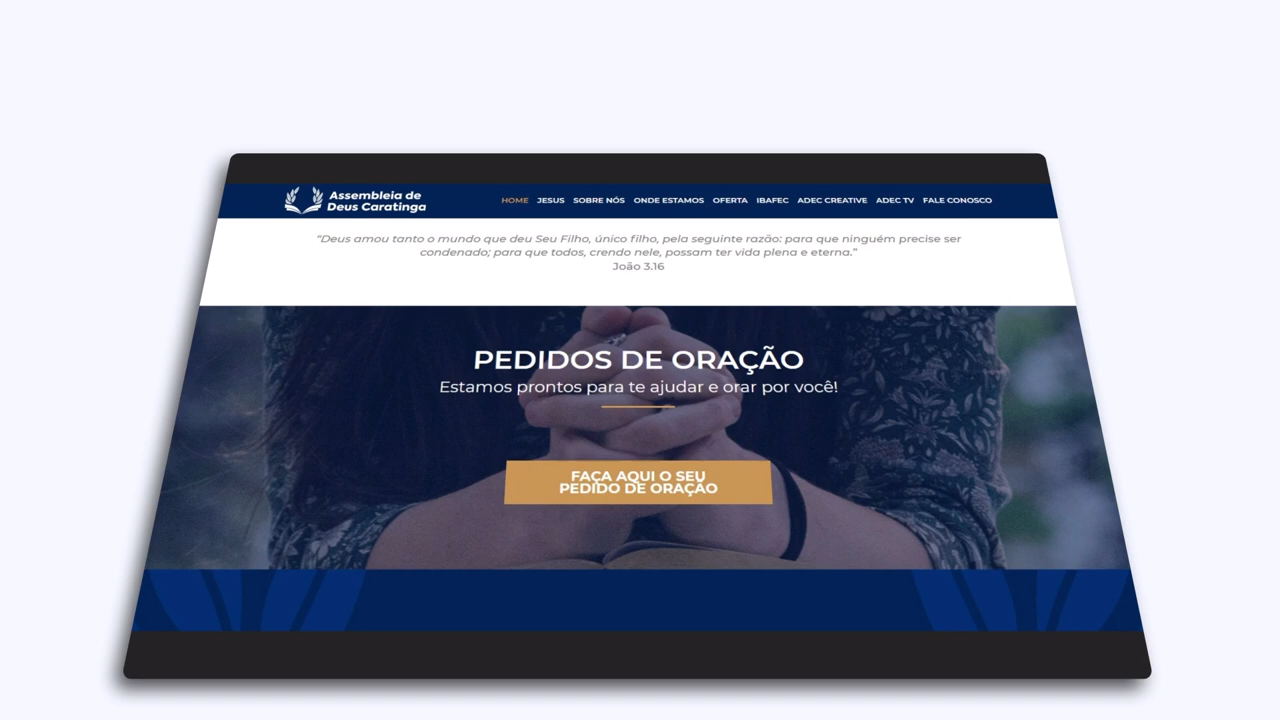 Assembleia de
Deus Caratinga
HOME JESUS SOBRE NÓS ONDE ESTAMOS OFERTA IBAFEC ADEC CREATIVE ADEC TV FALE CONOSCO
“Deus amou tanto o mundo que deu Seu Filho, único filho, pela seguinte razão: para que ninguém precise ser
condenado; para que todos, crendo nele, possam ter vida plena e eterna.”
João 3.16
PEDIDOS DE ORAÇÃO
Estamos prontos para te ajudar e orar por você!
FAÇA AQUI O SEU
PEDIDO DE ORAÇÃO